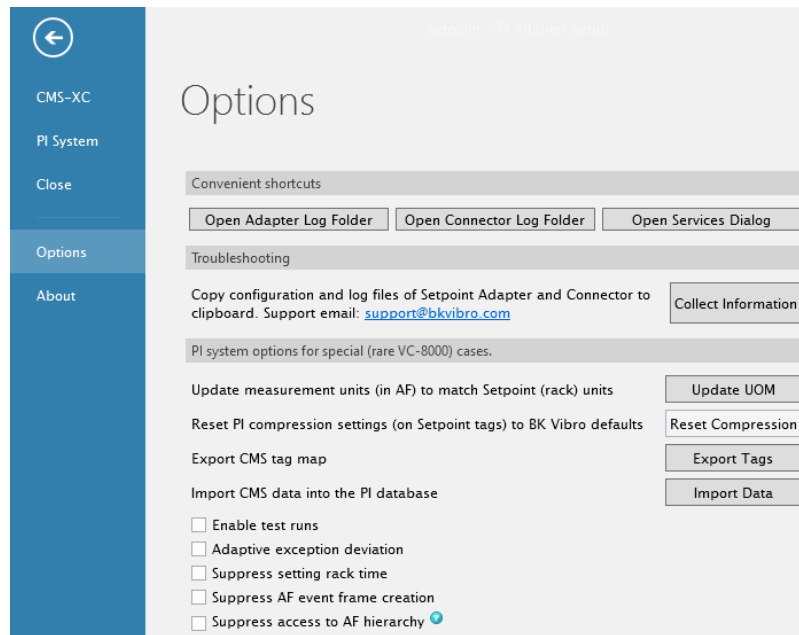 Setpoint - PI Adapter Setup
CMS-XC
Options
PI System
Close
Convenient shortcuts
Open Adapter Log Folder Open Connector Log Folder Open Services Dialog
Options
Troubleshooting
About
Copy configuration and log files of Setpoint Adapter and Connector to
clipboard. Support email: support@bkvibro.com
Collect Information
PI system options for special (rare VC-8000) cases.
Update measurement units (in AF) to match Setpoint (rack) units Update UOM
Reset PI compression settings (on Setpoint tags) to BK Vibro defaults Reset Compression
Export CMS tag map Export Tags
Import CMS data into the PI database Import Data
Enable test runs
Adaptive exception deviation
Suppress setting rack time
Suppress AF event frame creation
Suppress access to AF hierarchy